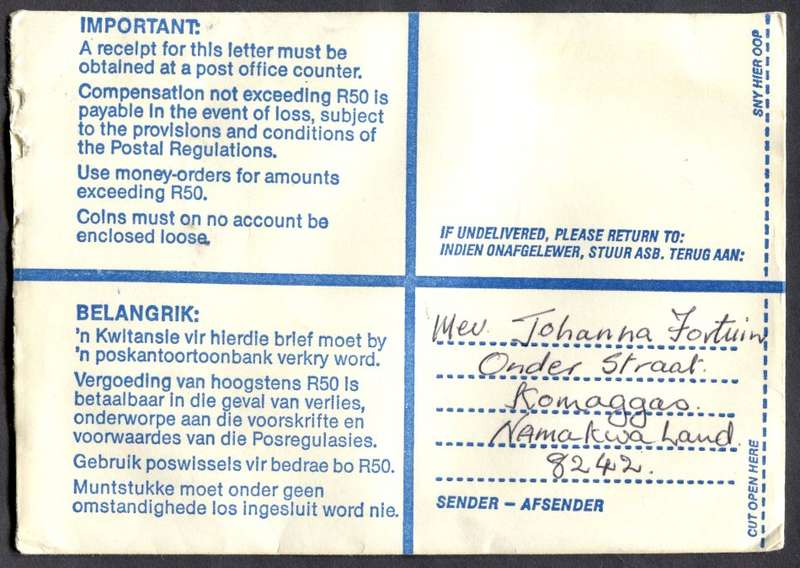 IMPORTANT:
A receipt for this letter must be
obtained at a post office counter.
Compensation not exceeding R50 is
payable in the event of loss, subject
to the provisions and conditions of
the Postal Regulations.
Use money-orders for amounts
exceeding R50.
Coins must on no account be
enclosed loose.
SNY HIER OOP
IF UNDELIVERED, PLEASE RETURN TO:
INDIEN ONAFGELEWER, STUUR ASB. TERUG AAN:
BELANGRIK:
'n Kwitansie vir hierdie brief moet by
'n poskantoortoonbank verkry word.
Vergoeding van hoogstens R50 is
betaalbaar in die geval van verlies,
onderworpe aan die voorskrifte en
voorwaardes van die Posregulasies.
Gebruik poswissels vir bedrae bo R50.
Muntstukke moet onder geen
omstandighede los ingesluit word nie.
Mev. Johanna Fortuin
Onder Straat.
Komaggas.
Namakwa Land.
8242.
SENDER – AFSENDER
CUT OPEN HERE